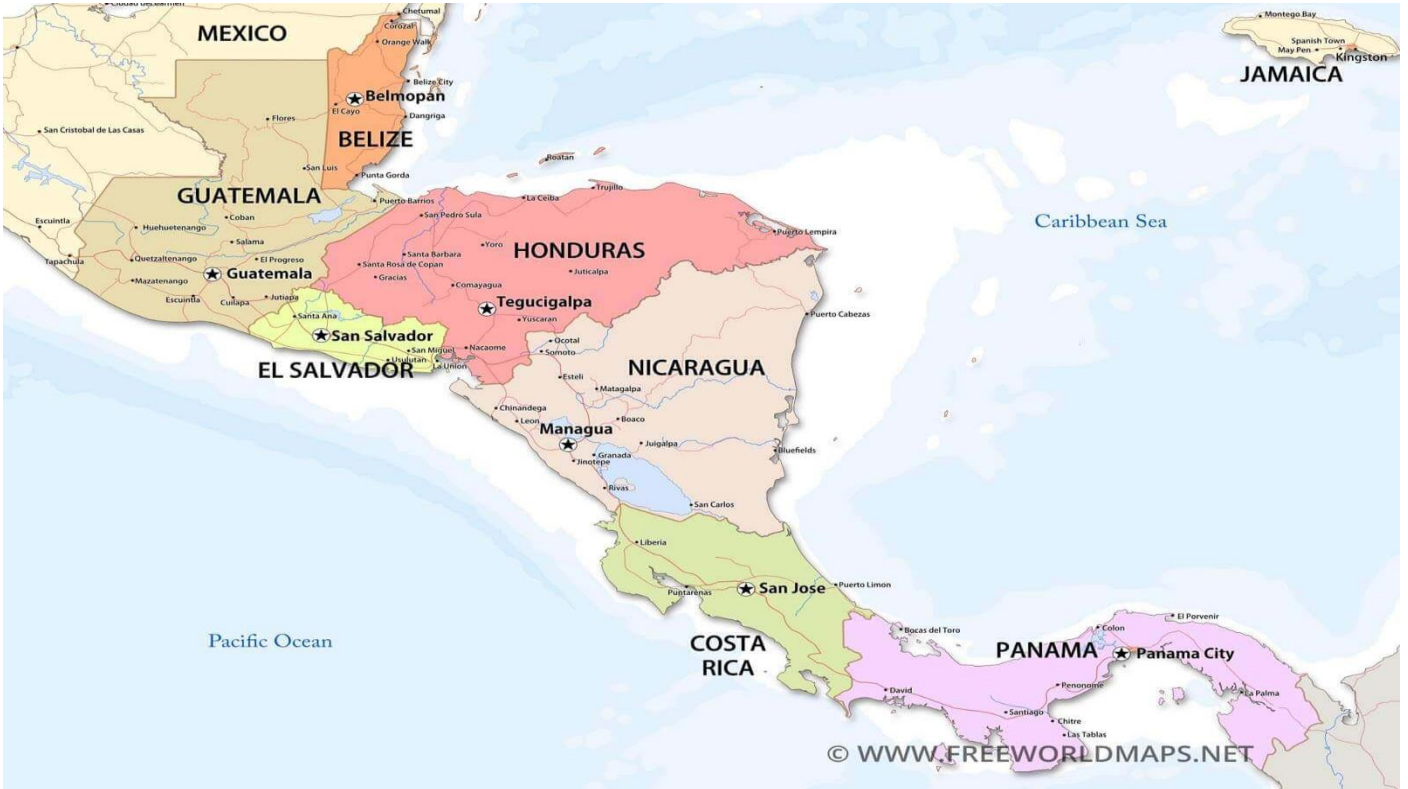 Ciudad del Carmen
Chetumal
Corozal
MEXICO
Orange Walk
Belize City
Belmopan
El Cayo
Dangriga
Flores
San Cristobal de Las Casas
BELIZE
San Luis
Punta Gorda
GUATEMALA
Puerto Barrios
Escuintla
Coban
Huehuetenango
Salama
Tapachula
Quetzaltenango
El Progreso
Guatemala
Mazatenango
Escuintla
Cuilapa
Jutiapa
Montego Bay
Spanish Town
May Pen
Kingston
JAMAICA
Roatan
Trujillo
La Ceiba
San Pedro Sula
Puerto Lempira
Yoro
HONDURAS
Santa Barbara
Santa Rosa de Copan
Gracias
Juticalpa
Comayagua
Tegucigalpa
Yuscaran
Nacaome
Caribbean Sea
Santa Ana
San Salvador
San Miguel
Usulutan
La Union
EL SALVADOR
Puerto Cabezas
Ocotal
Somoto
NICARAGUA
Esteli
Matagalpa
Chinandega
Leon
Boaco
Managua
Juigalpa
Granada
Jinotepe
Bluefields
Rivas
San Carlos
Liberia
San Jose
Puerto Limon
Puntarenas
COSTA
RICA
Pacific Ocean
Bocas del Toro
Colon
El Porvenir
PANAMA
Panama City
David
Penonome
La Palma
Santiago
Chitre
Las Tablas
© WWW.FREEWORLDMAPS.NET